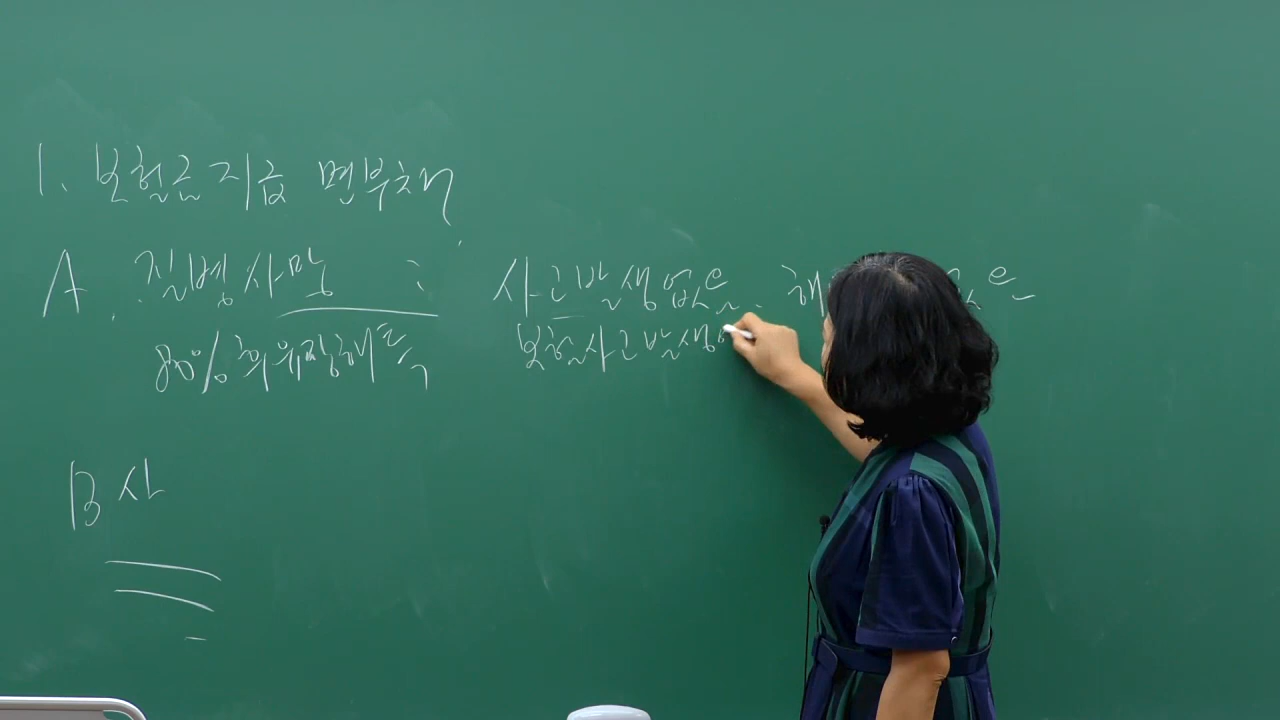 1. 보험금지급 면부책
A. 질병사망 : 사고발생없음. 해
80%후유장해
보험사고발생
B사